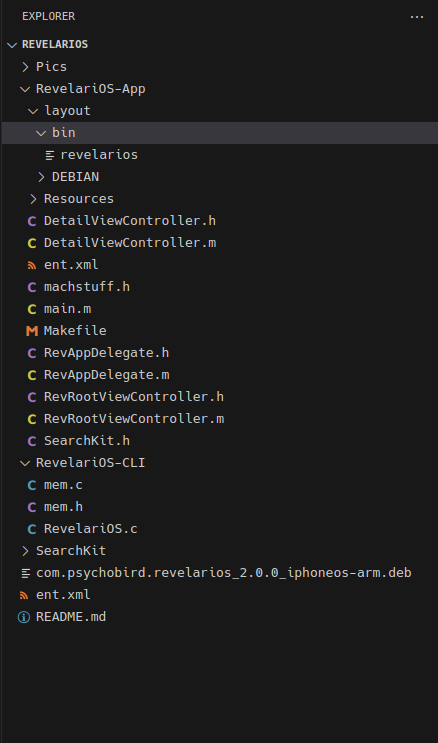 EXPLORER
REVELARIOS
Pics
RevelariOS-App
layout
bin
revelarios
DEBIAN
Resources
DetailViewController.h
DetailViewController.m
ent.xml
machstuff.h
main.m
Makefile
RevAppDelegate.h
RevAppDelegate.m
RevRootViewController.h
RevRootViewController.m
SearchKit.h
RevelariOS-CLI
mem.c
mem.h
RevelariOS.c
SearchKit
com.psychobird.revelarios_2.0.0_iphoneos-arm.deb
ent.xml
README.md